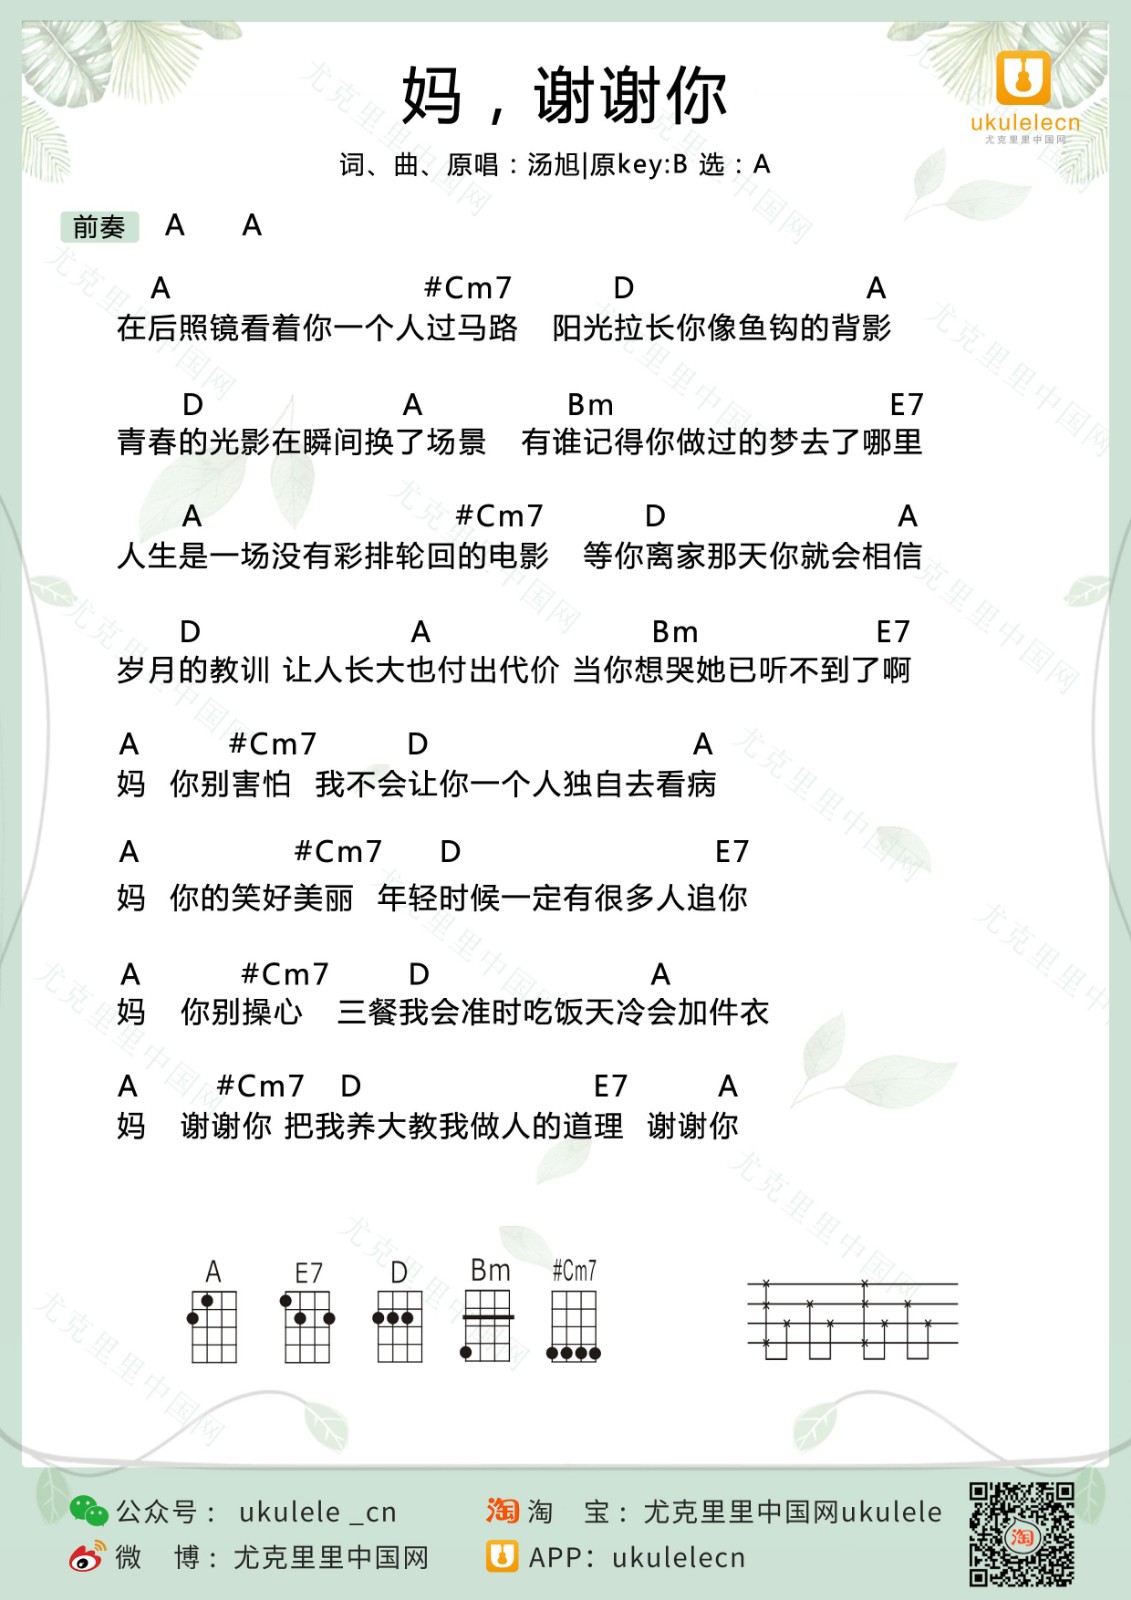 妈，谢谢你
ukulelecn
尤克里里中国网
词、曲、原唱：汤旭|原key:B 选：A
前奏 A A
A #Cm7 D A
在后照镜看着你一个人过马路 阳光拉长你像鱼钩的背影
D A Bm E7
青春的光影在瞬间换了场景 有谁记得你做过的梦去了哪里
A #Cm7 D A
人生是一场没有彩排轮回的电影 等你离家那天你就会相信
D A Bm E7
岁月的教训 让人长大也付出代价 当你想哭她已听不到了啊
A #Cm7 D A
妈 你别害怕 我不会让你一个人独自去看病
A #Cm7 D E7
妈 你的笑好美丽 年轻时候一定有很多人追你
A #Cm7 D A
妈 你别操心 三餐我会准时吃饭天冷会加件衣
A #Cm7 D E7 A
妈 谢谢你 把我养大教我做人的道理 谢谢你
A E7 D Bm #Cm7
公众号： ukulele _cn
淘 淘 宝：尤克里里中国网ukulele
微 博：尤克里里中国网
APP：ukulelecn
淘